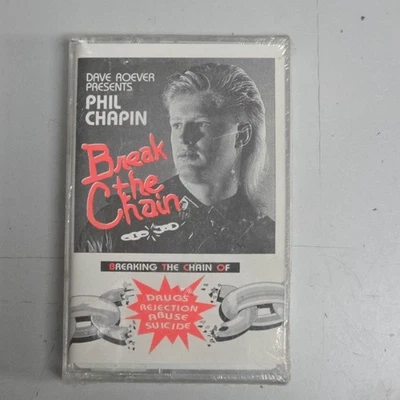 DAVE ROEVER
PRESENTS
PHIL
CHAPIN
Break
the
Chain
BREAKING THE CHAIN OF
DRUGS
REJECTION
ABUSE
SUICIDE